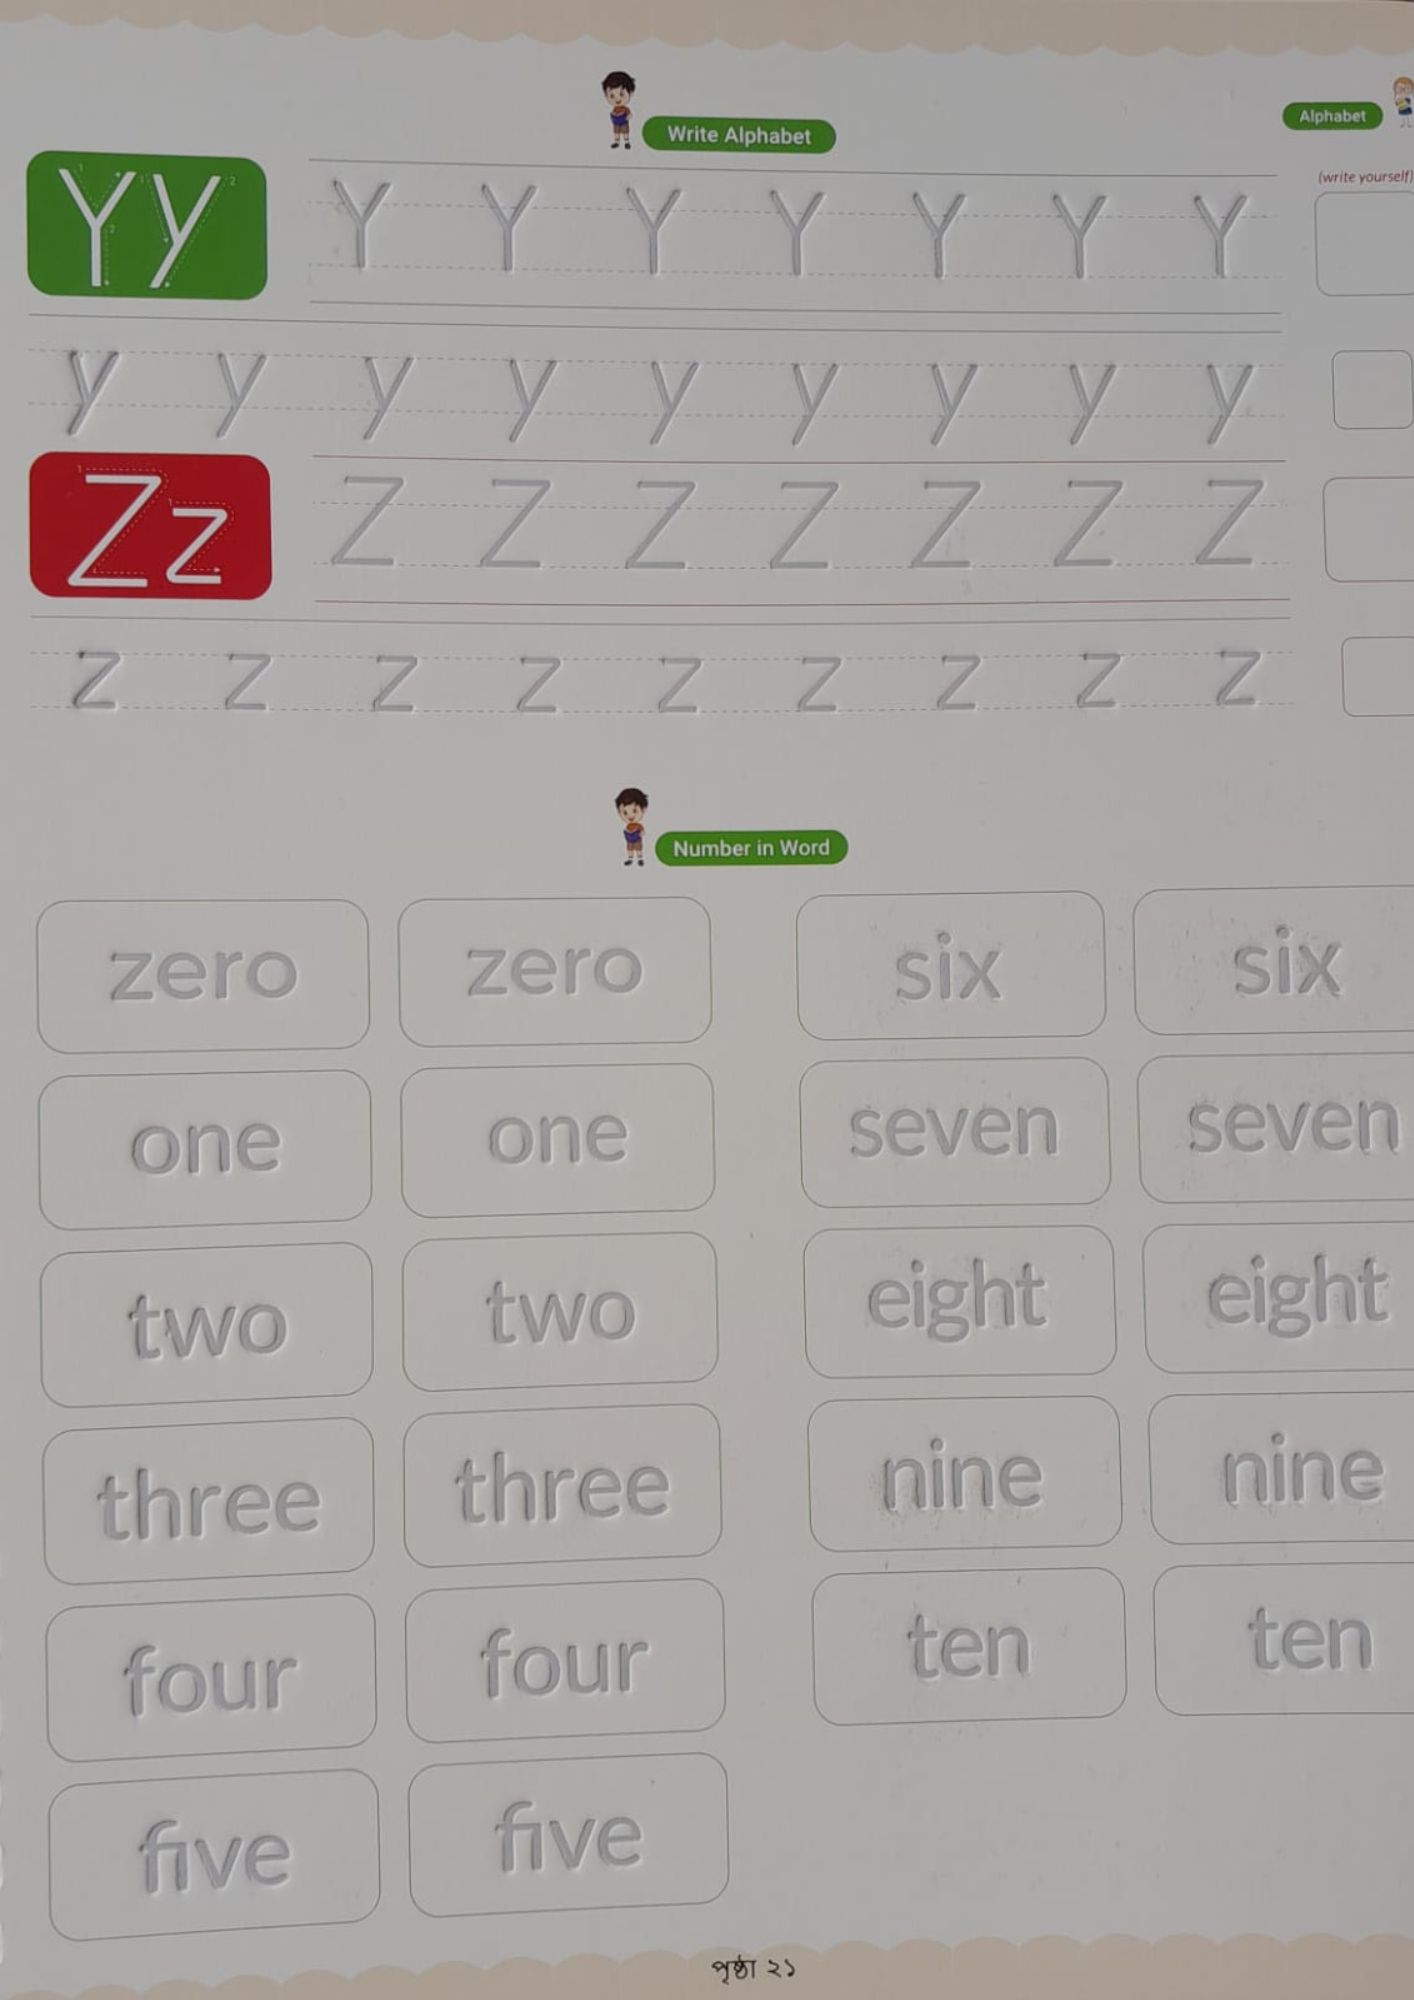 Write Alphabet
Alphabet
(write yourself)
Yy Y Y Y Y Y Y Y
y y y y y y y y y
Zz Z Z Z Z Z Z Z
z z z z z z z z z
Number in Word
zero zero six six
one one seven seven
two two eight eight
three three nine nine
four four ten ten
five five
পৃষ্ঠা ২১